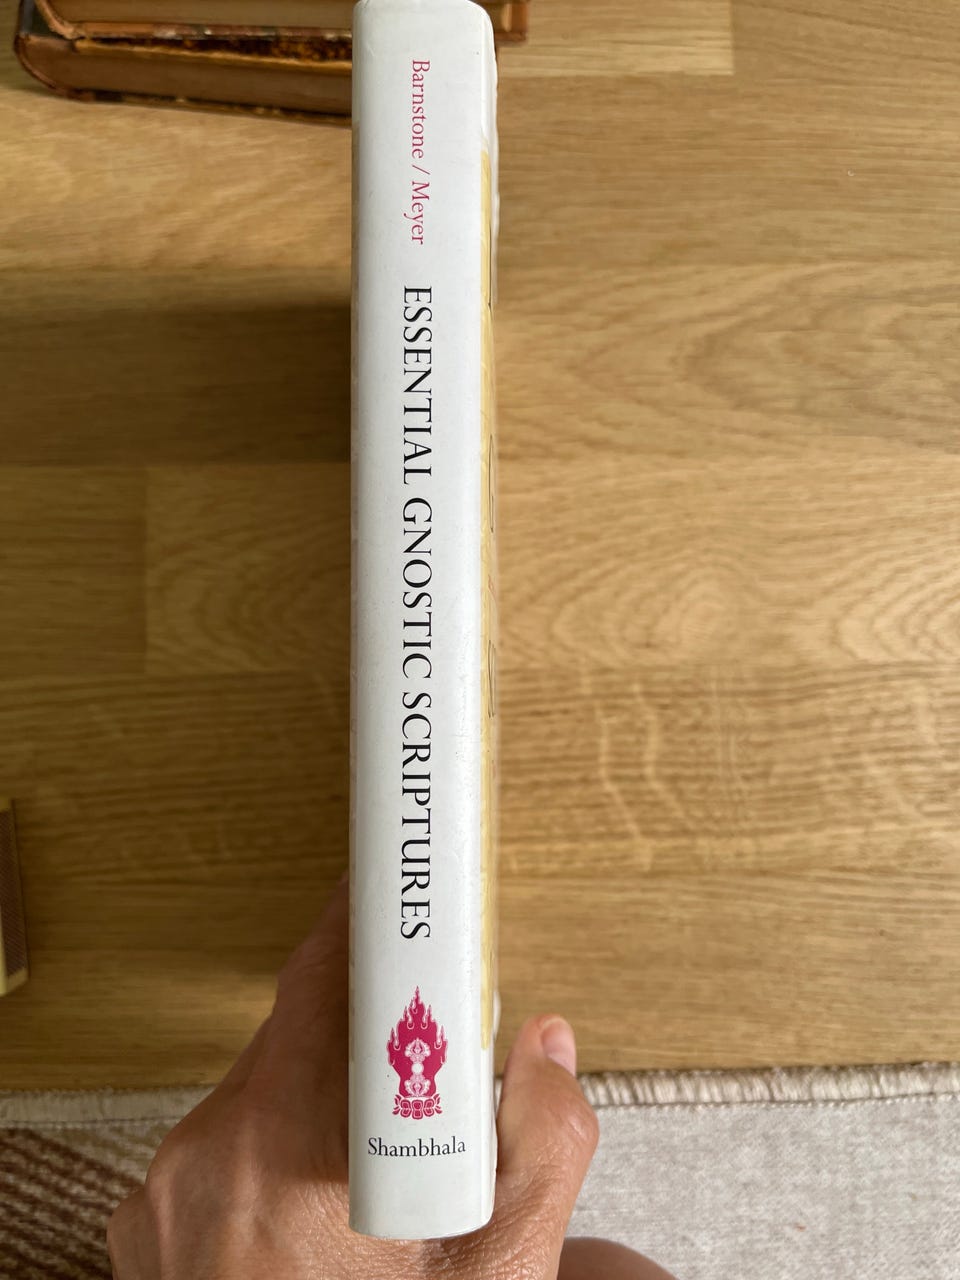 Barnstone / Meyer
ESSENTIAL GNOSTIC SCRIPTURES
Shambhala